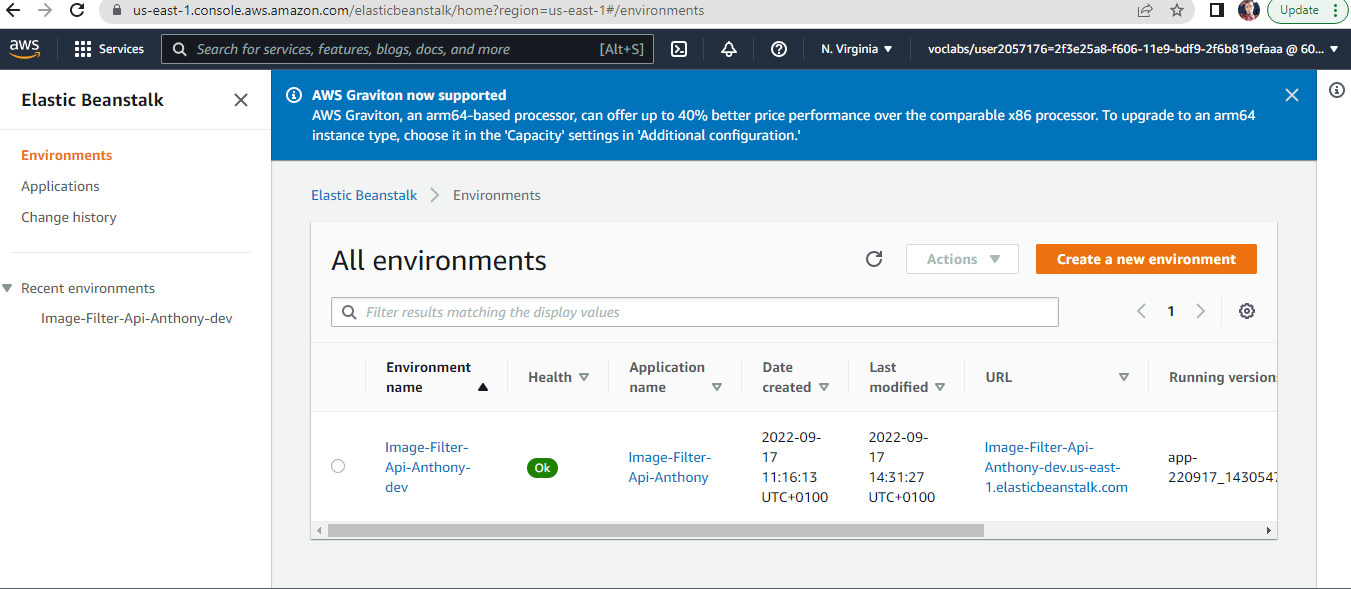 us-east-1.console.aws.amazon.com/elasticbeanstalk/home?region=us-east-1#/environments
Update
aws
Services
Search for services, features, blogs, docs, and more
[Alt+S]
N. Virginia
voclabs/user2057176=2f3e25a8-f606-11e9-bdf9-2f6b819efaaa @ 60...
Elastic Beanstalk
Environments
Applications
Change history
Recent environments
Image-Filter-Api-Anthony-dev
AWS Graviton now supported
AWS Graviton, an arm64-based processor, can offer up to 40% better price performance over the comparable x86 processor. To upgrade to an arm64
instance type, choose it in the 'Capacity' settings in 'Additional configuration.'
Elastic Beanstalk
Environments
All environments
Actions
Create a new environment
Filter results matching the display values
1
Environment
name
Health
Application
name
Date
created
Last
modified
URL
Running versions
Image-Filter-
Api-Anthony-
dev
Ok
Image-Filter-
Api-Anthony
2022-09-
17
11:16:13
UTC+0100
2022-09-
17
14:31:27
UTC+0100
Image-Filter-Api-
Anthony-dev.us-east-
1.elasticbeanstalk.com
app-
220917_143054